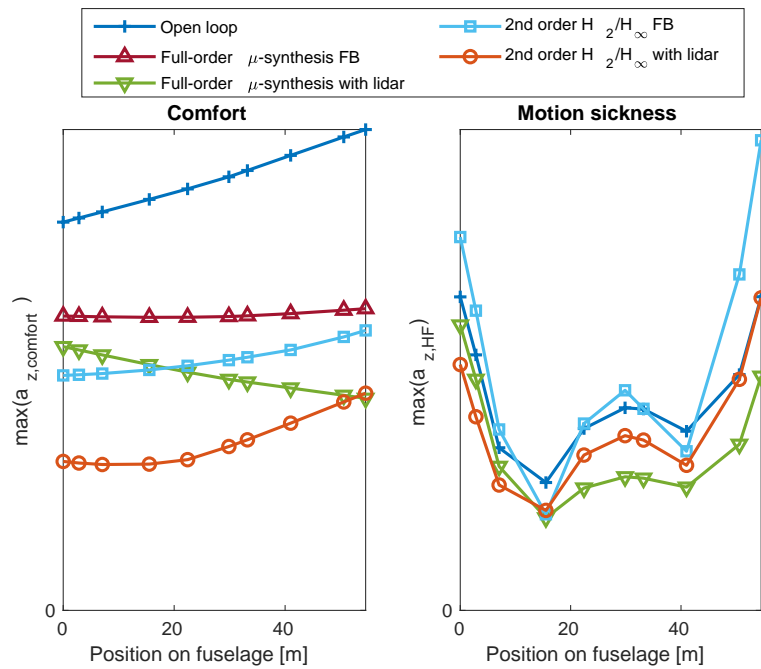 Open loop
Full-order μ-synthesis FB
Full-order μ-synthesis with lidar
2nd order H 2/H∞ FB
2nd order H 2/H∞ with lidar
Comfort
Motion sickness
max(a z,comfort)
max(a z,HF)
0
0
0 20 40
0 20 40
Position on fuselage [m]
Position on fuselage [m]